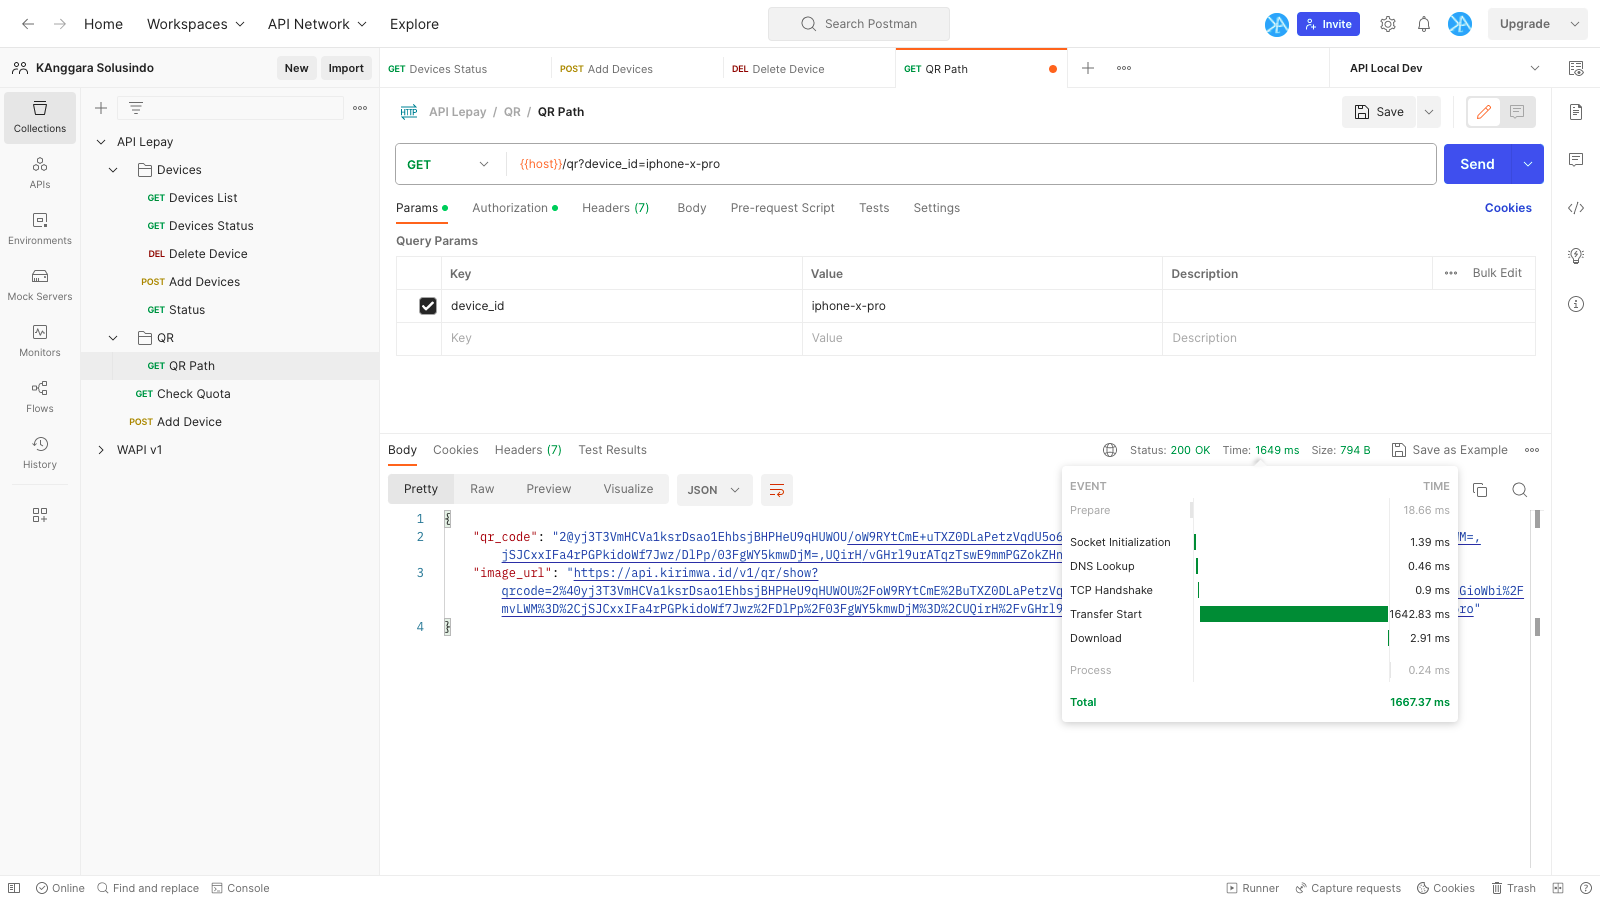 Home Workspaces API Network Explore Search Postman Invite Upgrade
KAnggara Solusindo New Import
GET Devices Status POST Add Devices DEL Delete Device GET QR Path API Local Dev
Collections
APIs
Environments
Mock Servers
Monitors
Flows
History
API Lepay
Devices
GET Devices List
GET Devices Status
DEL Delete Device
POST Add Devices
GET Status
QR
GET QR Path
GET Check Quota
POST Add Device
WAPI v1
HTTP API Lepay / QR / QR Path Save
GET {{host}}/qr?device_id=iphone-x-pro Send
Params Authorization Headers (7) Body Pre-request Script Tests Settings Cookies
Query Params
Key Value Description Bulk Edit
device_id iphone-x-pro
Key Value Description
Body Cookies Headers (7) Test Results Status: 200 OK Time: 1649 ms Size: 794 B Save as Example
Pretty Raw Preview Visualize JSON
1 {
2 "qr_code": "2@yj3T3VmHCVa1ksrDsao1EhbsjBHPHeU9qHUWOU/oW9RYtCmE+uTXZ0DLaPetzVqdU5o6 WM=,
jSJCxxIFa4rPGPkidoWf7Jwz/DlPp/03FgWY5kmwDjM=,UQirH/vGHrl9urATqzTswE9mmPGZokZHn
3 "image_url": "https://api.kirimwa.id/v1/qr/show?
qrcode=2%40yj3T3VmHCVa1ksrDsao1EhbsjBHPHeU9qHUWOU%2FoW9RYtCmE%2BuTXZ0DLaPetzVq GioWbi%2F
mvLWM%3D%2CjSJCxxIFa4rPGPkidoWf7Jwz%2FDlPp%2F03FgWY5kmwDjM%3D%2CUQirH%2FvGHrl9 ro"
4 }
EVENT TIME
Prepare 18.66 ms
Socket Initialization 1.39 ms
DNS Lookup 0.46 ms
TCP Handshake 0.9 ms
Transfer Start 1642.83 ms
Download 2.91 ms
Process 0.24 ms
Total 1667.37 ms
Online Find and replace Console Runner Capture requests Cookies Trash